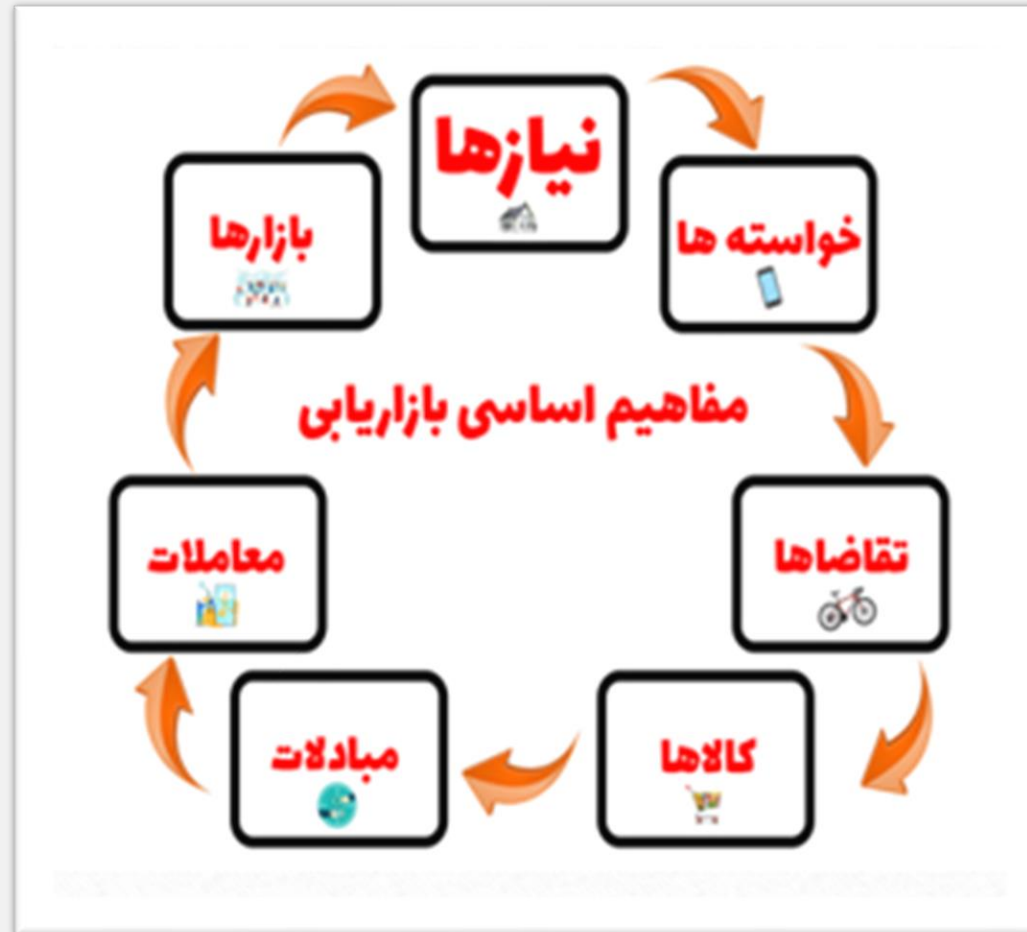 نیازها
خواسته ها
تقاضاها
کالاها
مبادلات
معاملات
بازارها
مفاهیم اساسی بازاریابی